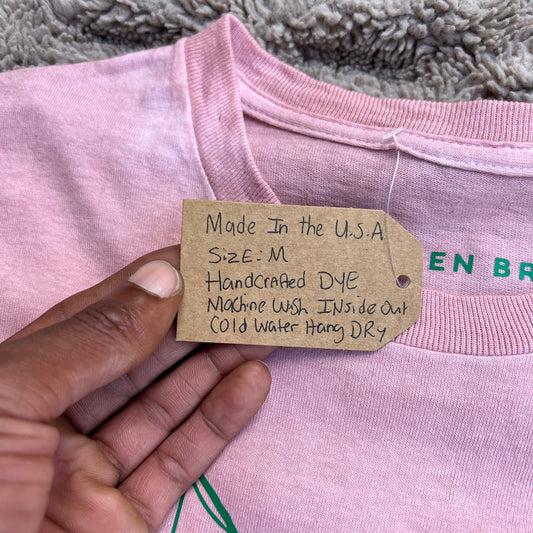 Made In the U.S.A
SIZE: M
Handcrafted DYE
Machine Wash INside Out
Cold Water Hang DRy
EN BR